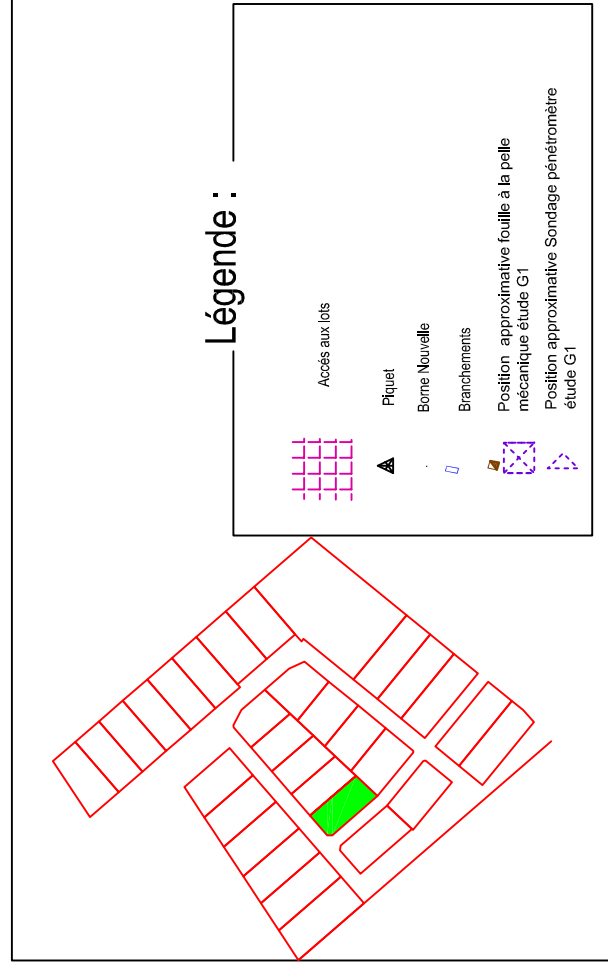 Légende :
Accés aux lots
Piquet
Borne Nouvelle
Branchements
Position approximative fouille à la pelle
mécanique étude G1
Position approximative Sondage pénétromètre
étude G1